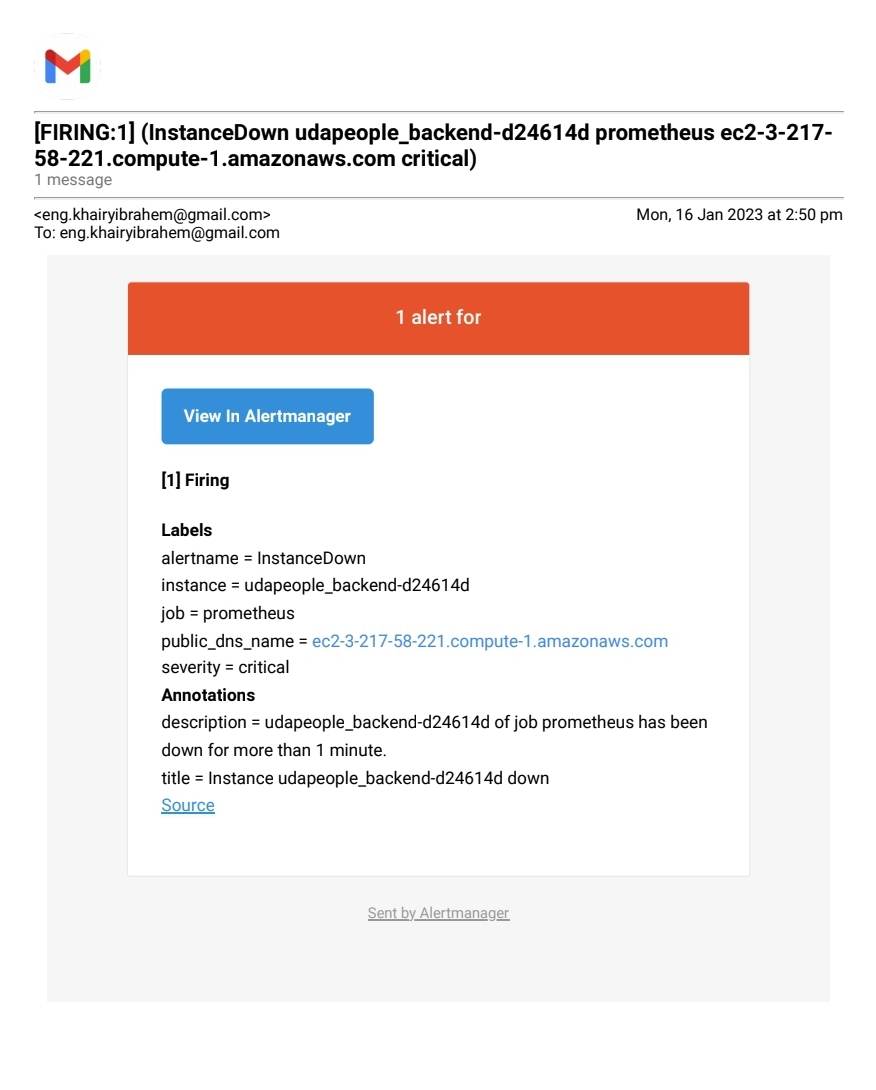 [FIRING:1] (InstanceDown udapeople_backend-d24614d prometheus ec2-3-217-
58-221.compute-1.amazonaws.com critical)
1 message
<eng.khairyibrahem@gmail.com> Mon, 16 Jan 2023 at 2:50 pm
To: eng.khairyibrahem@gmail.com
1 alert for
View In Alertmanager
[1] Firing
Labels
alertname = InstanceDown
instance = udapeople_backend-d24614d
job = prometheus
public_dns_name = ec2-3-217-58-221.compute-1.amazonaws.com
severity = critical
Annotations
description = udapeople_backend-d24614d of job prometheus has been
down for more than 1 minute.
title = Instance udapeople_backend-d24614d down
Source
Sent by Alertmanager